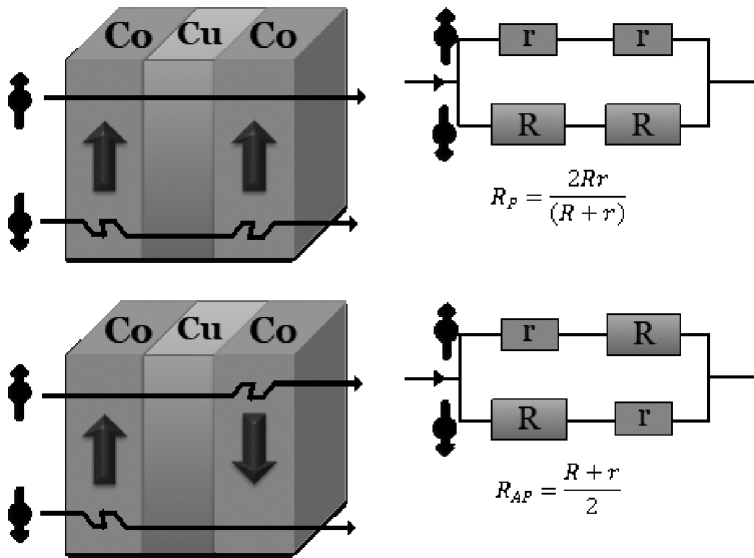 Co Cu Co
r r
R R
R_P = 2Rr/(R + r)
Co Cu Co
r R
R r
R_AP = (R + r)/2